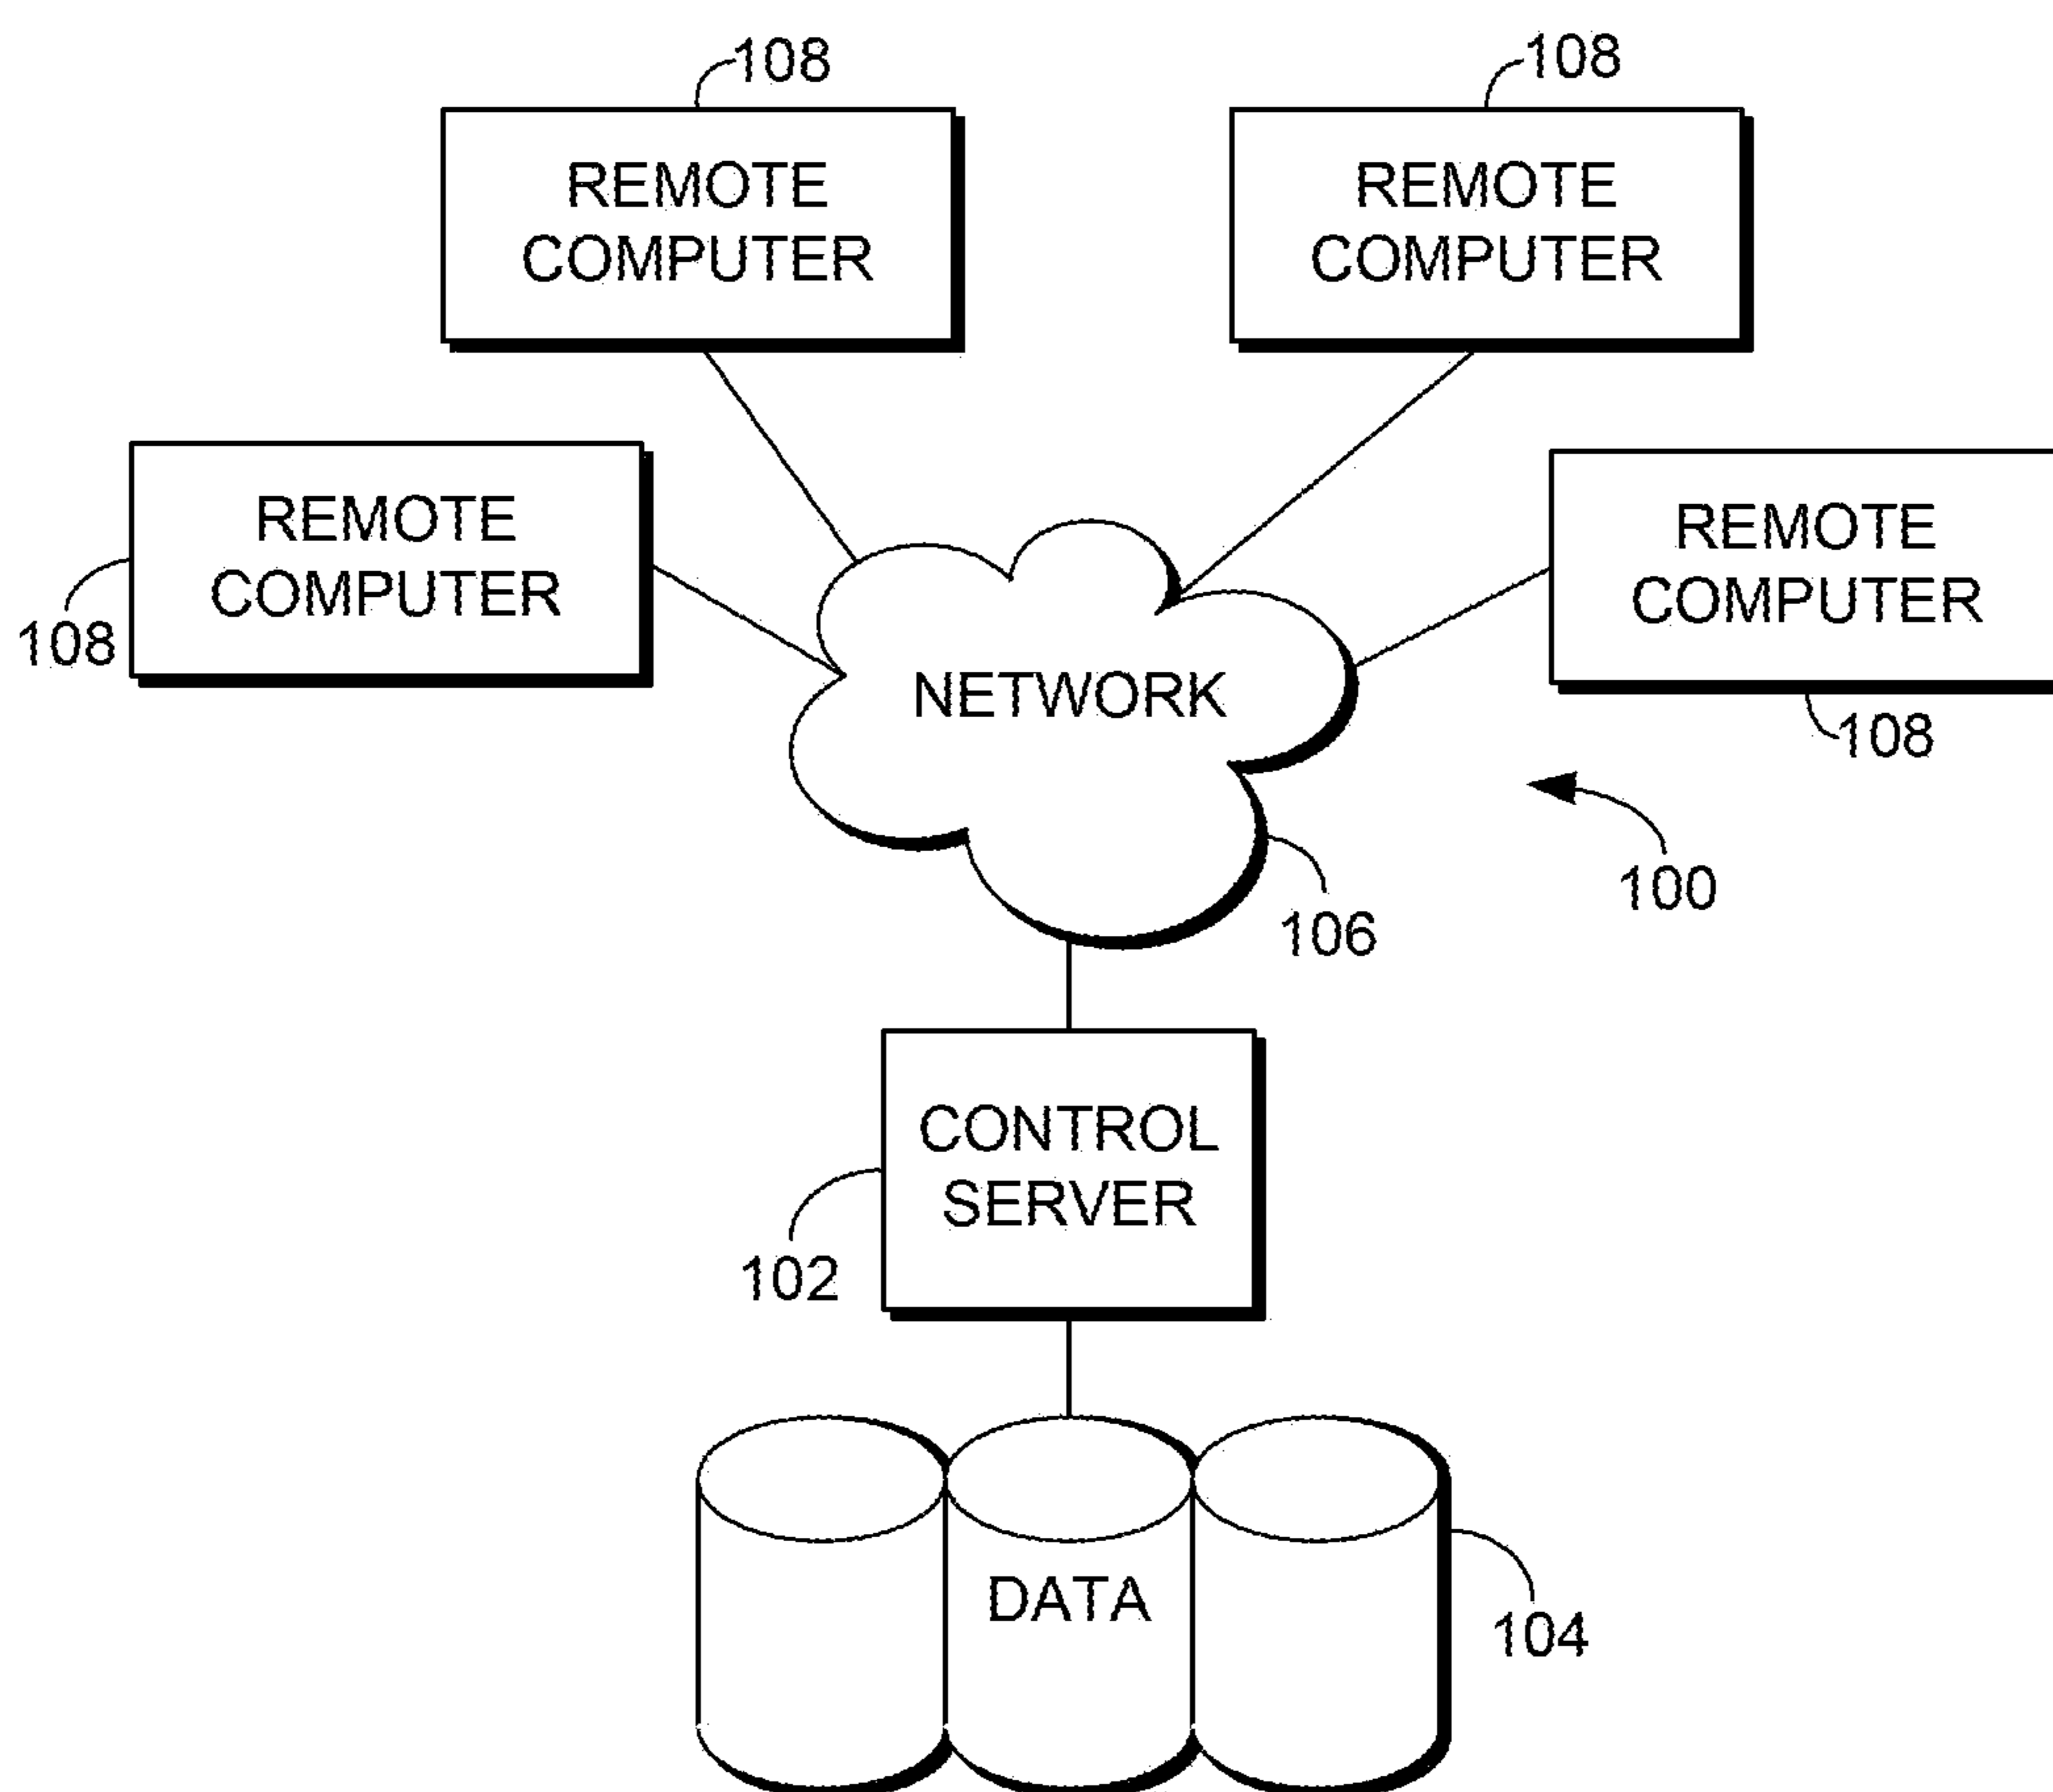 108
108
REMOTE
COMPUTER
REMOTE
COMPUTER
REMOTE
COMPUTER
REMOTE
COMPUTER
108
108
NETWORK
100
106
CONTROL
SERVER
102
DATA
104